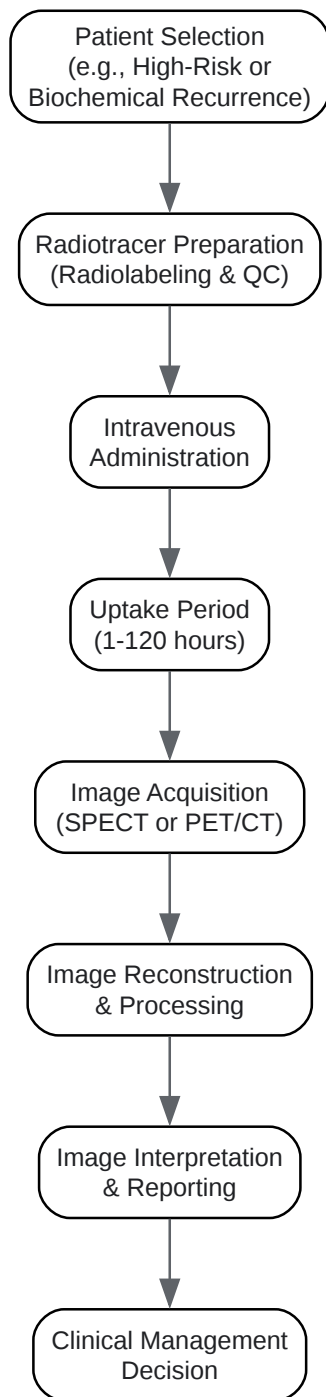 Patient Selection
(e.g., High-Risk or
Biochemical Recurrence)
Radiotracer Preparation
(Radiolabeling & QC)
Intravenous
Administration
Uptake Period
(1-120 hours)
Image Acquisition
(SPECT or PET/CT)
Image Reconstruction
& Processing
Image Interpretation
& Reporting
Clinical Management
Decision